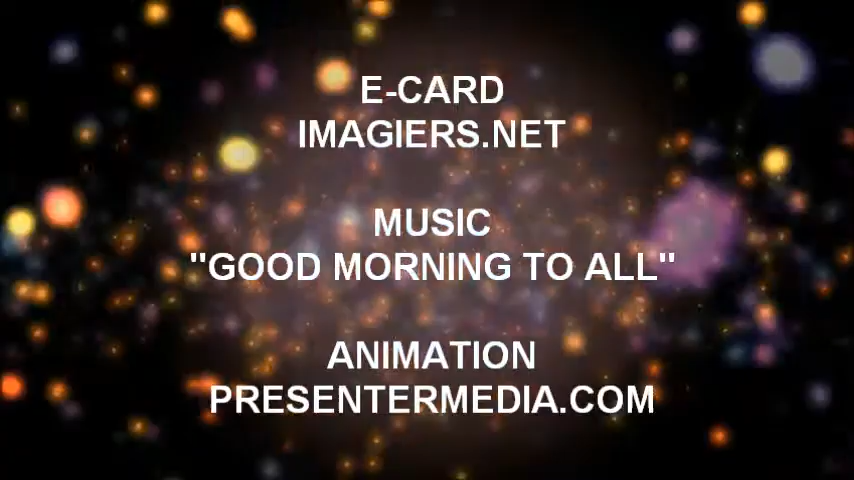 E-CARD
IMAGIERS.NET
MUSIC
"GOOD MORNING TO ALL"
ANIMATION
PRESENTERMEDIA.COM